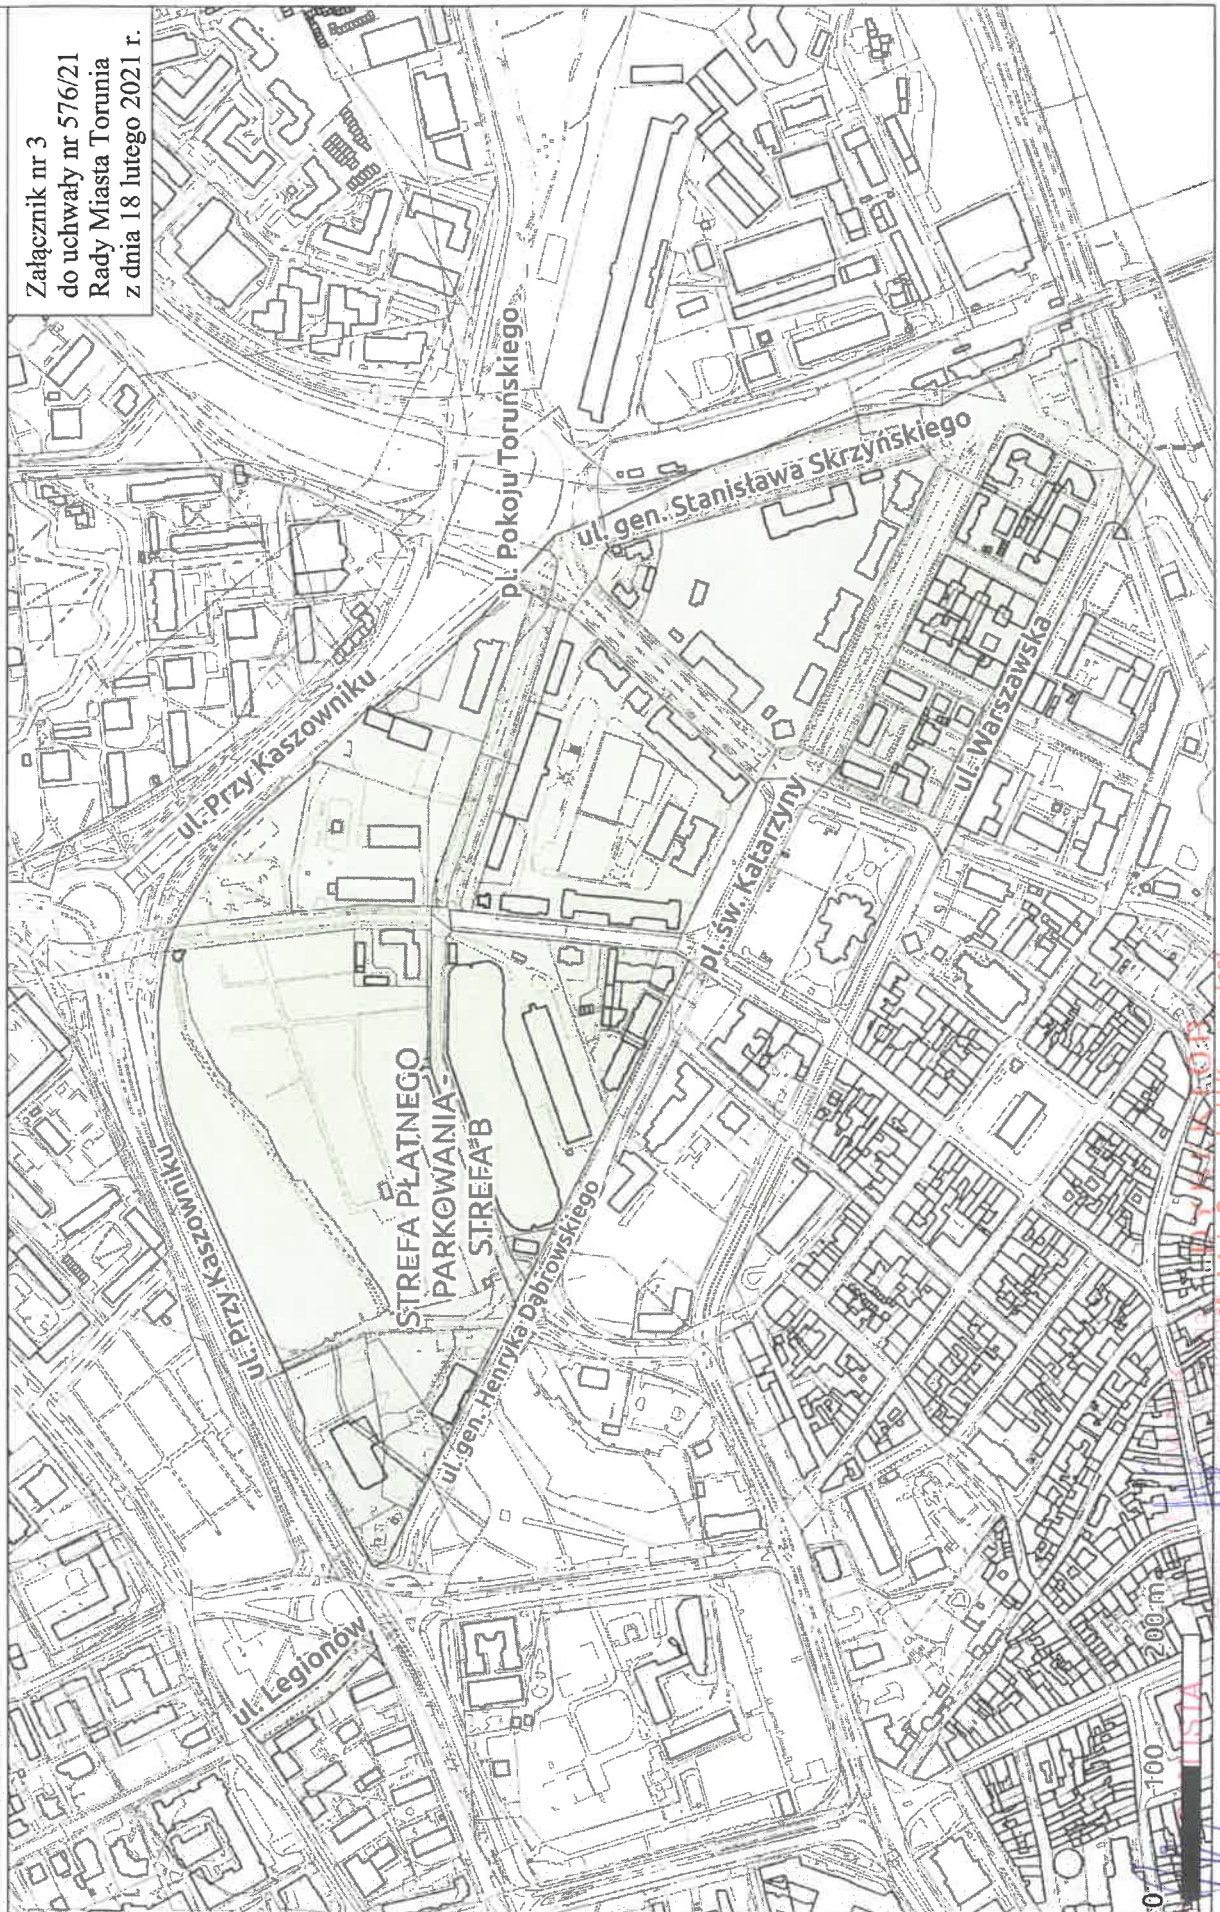 Załącznik nr 3
do uchwały nr 576/21
Rady Miasta Torunia
z dnia 18 lutego 2021 r.
ul. Przy Kaszowniku
pl. Pokoju Toruńskiego
ul. gen. Stanisława Skrzyńskiego
ul. Warszawska
pl. św. Katarzyny
STREFA PŁATNEGO
PARKOWANIA-
STREFA B
ul. Przy Kaszowniku
ul. gen. Henryka Dąbrowskiego
ul. Legionów
0 100 200 m